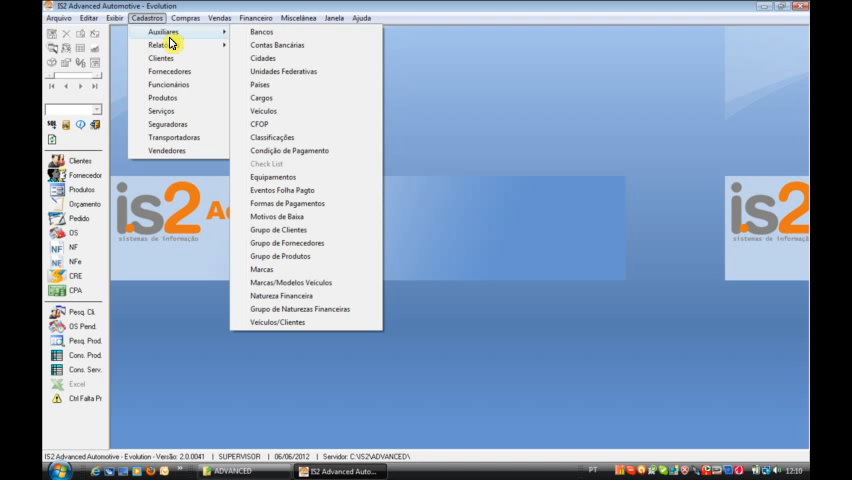 IS2 Advanced Automotive - Evolution
Arquivo Editar Exibir Cadastros Compras Vendas Financeiro Miscelânea Janela Ajuda
Auxiliares
Clientes
Fornecedores
Funcionários
Produtos
Serviços
Seguradoras
Transportadoras
Vendedores
Bancos
Contas Bancárias
Cidades
Unidades Federativas
Países
Cargos
Veículos
CFOP
Classificações
Condição de Pagamento
Check List
Equipamentos
Eventos Folha Pagto
Formas de Pagamentos
Motivos de Baixa
Grupo de Clientes
Grupo de Fornecedores
Grupo de Produtos
Marcas
Marcas/Modelos Veículos
Natureza Financeira
Grupo de Naturezas Financeiras
Veículos/Clientes
Clientes
Fornecedor
Produtos
Orçamento
Pedido
OS
NF
NFe
CRE
CPA
Pesq. Cli.
OS Pend.
Pesq. Prod.
Cons. Prod.
Cons. Serv.
Excel
Ctrl Falta Pr
.is2 A
sistemas de informação
.is2
sistemas de informação
IS2 Advanced Automotive - Evolution - Versão: 2.0.0041 SUPERVISOR 06/06/2012 Servidor: C:\IS2\ADVANCED\
ADVANCED
IS2 Advanced Auto...
PT
12:10